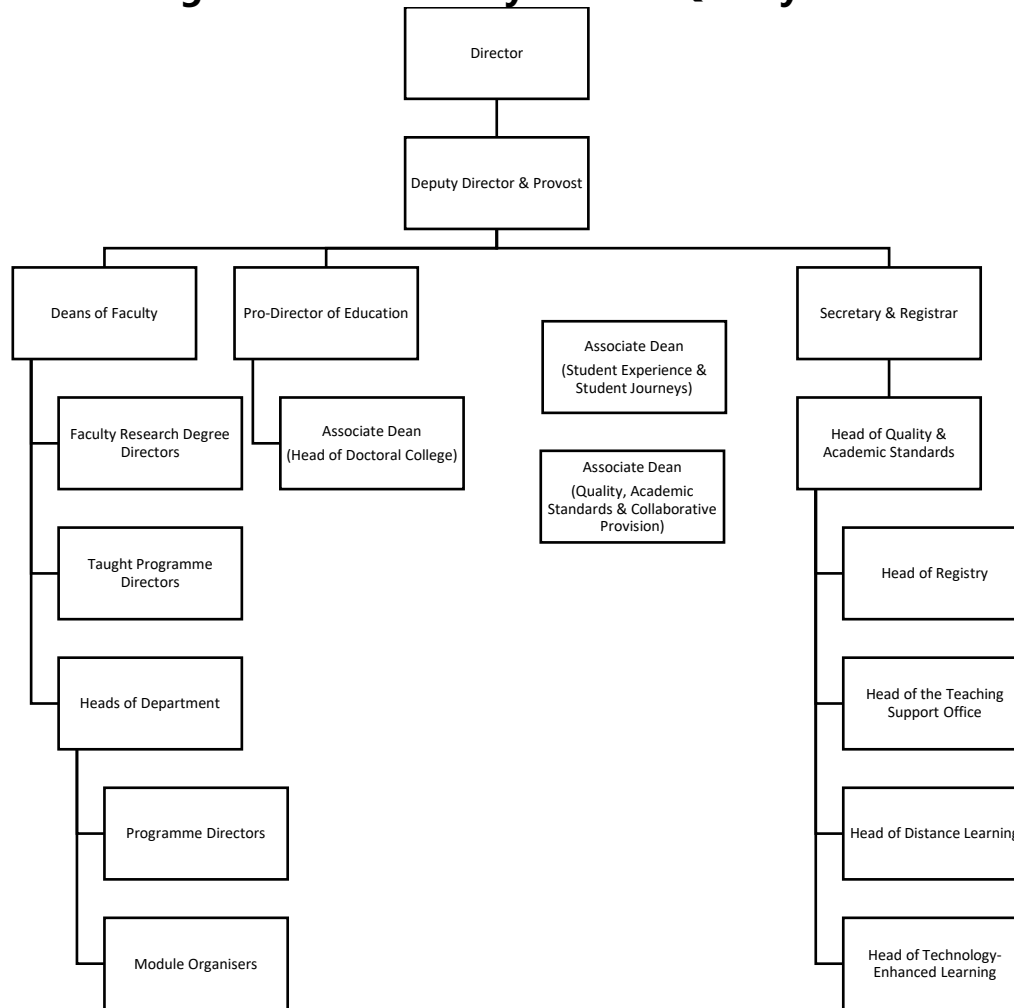 Director
Deputy Director & Provost
Deans of Faculty
Pro-Director of Education
Secretary & Registrar
Associate Dean
(Student Experience &
Student Journeys)
Faculty Research Degree
Directors
Associate Dean
(Head of Doctoral College)
Head of Quality &
Academic Standards
Associate Dean
(Quality, Academic
Standards & Collaborative
Provision)
Taught Programme
Directors
Head of Registry
Heads of Department
Head of the Teaching
Support Office
Programme Directors
Head of Distance Learning
Module Organisers
Head of Technology-
Enhanced Learning